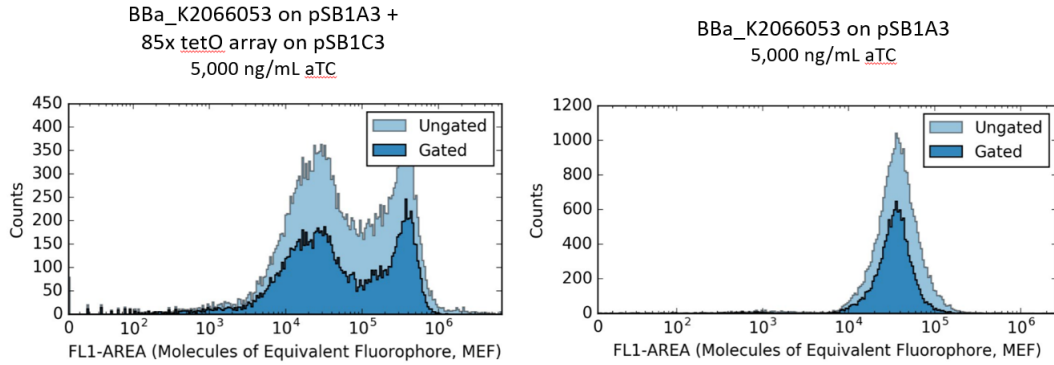 BBa_K2066053 on pSB1A3 +
85x tetO array on pSB1C3
5,000 ng/mL aTC
450
400
350
300
250
200
150
100
50
0
Counts
Ungated
Gated
0 10² 10³ 10⁴ 10⁵ 10⁶
FL1-AREA (Molecules of Equivalent Fluorophore, MEF)
BBa_K2066053 on pSB1A3
5,000 ng/mL aTC
1200
1000
800
600
400
200
0
Counts
Ungated
Gated
0 10² 10³ 10⁴ 10⁵ 10⁶
FL1-AREA (Molecules of Equivalent Fluorophore, MEF)